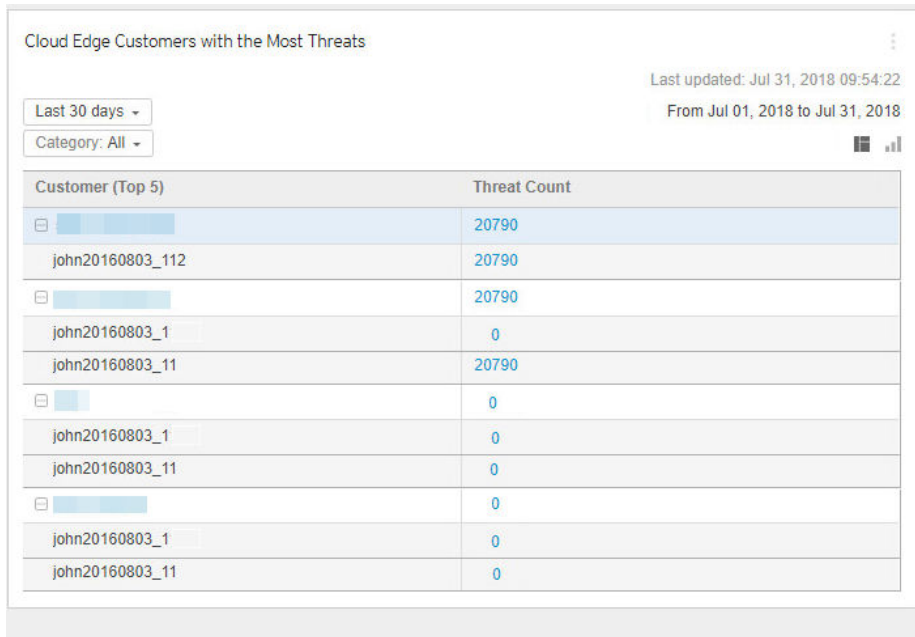 Cloud Edge Customers with the Most Threats
Last updated: Jul 31, 2018 09:54:22
Last 30 days
From Jul 01, 2018 to Jul 31, 2018
Category: All
Customer (Top 5) Threat Count
20790
john20160803_112 20790
20790
john20160803_1 0
john20160803_11 20790
0
john20160803_1 0
john20160803_11 0
0
john20160803_1 0
john20160803_11 0